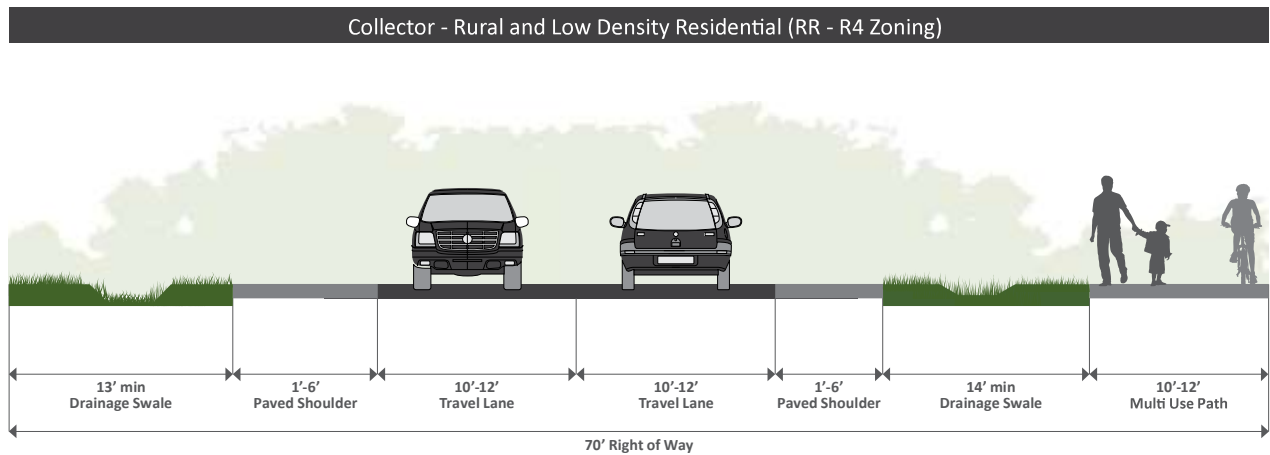 Collector - Rural and Low Density Residential (RR - R4 Zoning)
13’ min
Drainage Swale
1’-6’
Paved Shoulder
10’-12’
Travel Lane
10’-12’
Travel Lane
1’-6’
Paved Shoulder
14’ min
Drainage Swale
10’-12’
Multi Use Path
70’ Right of Way